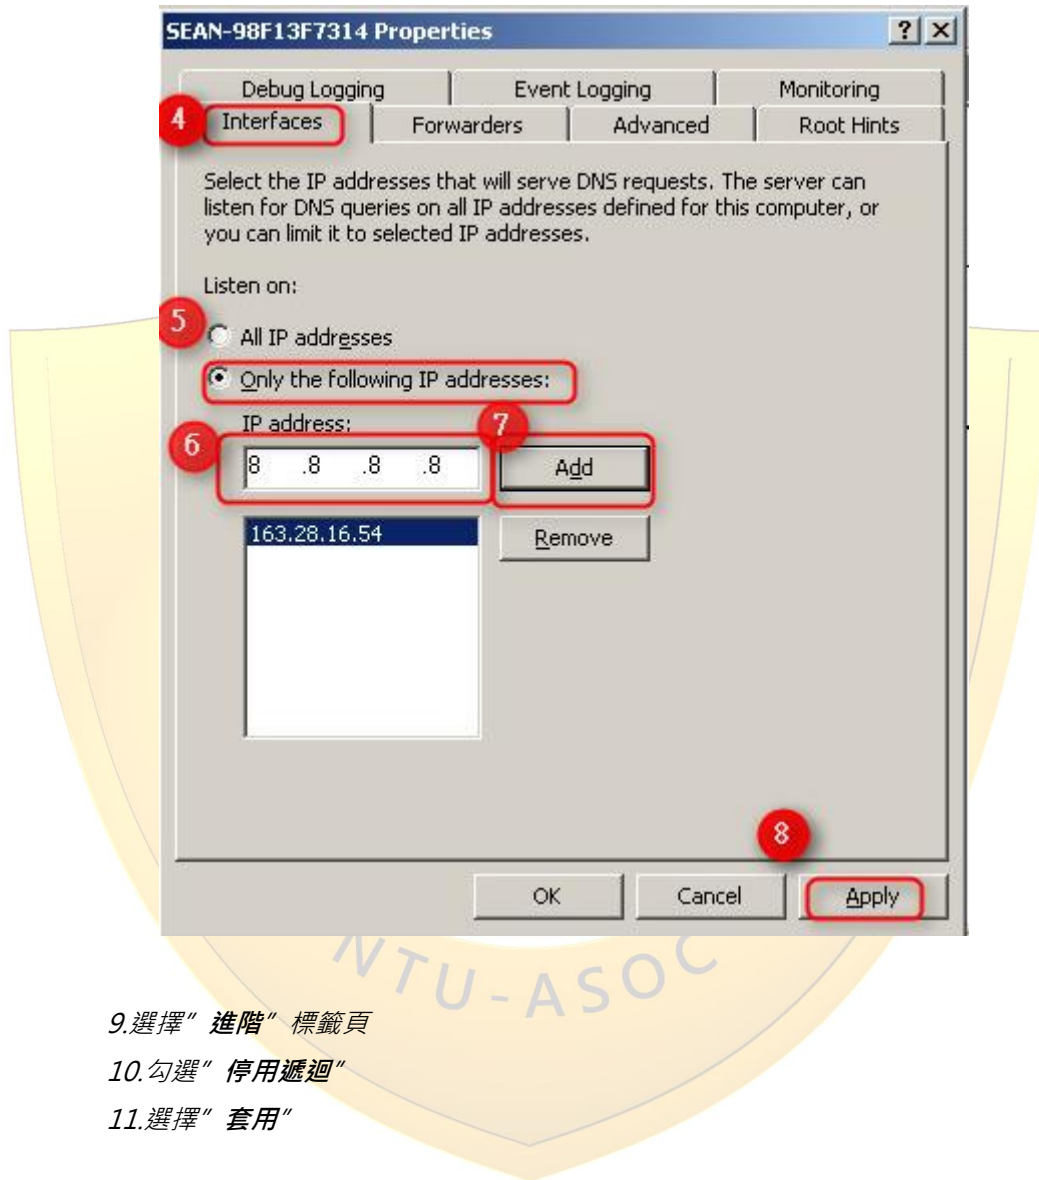 SEAN-98F13F7314 Properties
Debug Logging Event Logging Monitoring
4 Interfaces Forwarders Advanced Root Hints
Select the IP addresses that will serve DNS requests. The server can
listen for DNS queries on all IP addresses defined for this computer, or
you can limit it to selected IP addresses.
Listen on:
5 All IP addresses
Only the following IP addresses:
IP address:
6 8 .8 .8 .8 7 Add
163.28.16.54 Remove
8
OK Cancel Apply
NTU-ASOC
9.選擇”進階”標籤頁
10.勾選”停用遞迴”
11.選擇”套用”